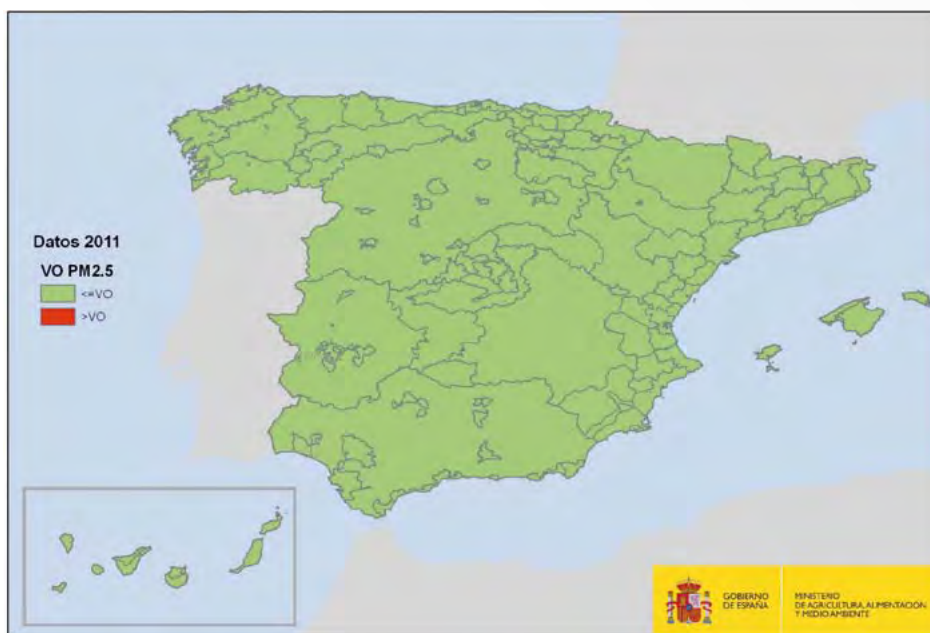 Datos 2011
VO PM2.5
<=VO
>VO
GOBIERNO
DE ESPAÑA
MINISTERIO
DE AGRICULTURA, ALIMENTACIÓN
Y MEDIO AMBIENTE